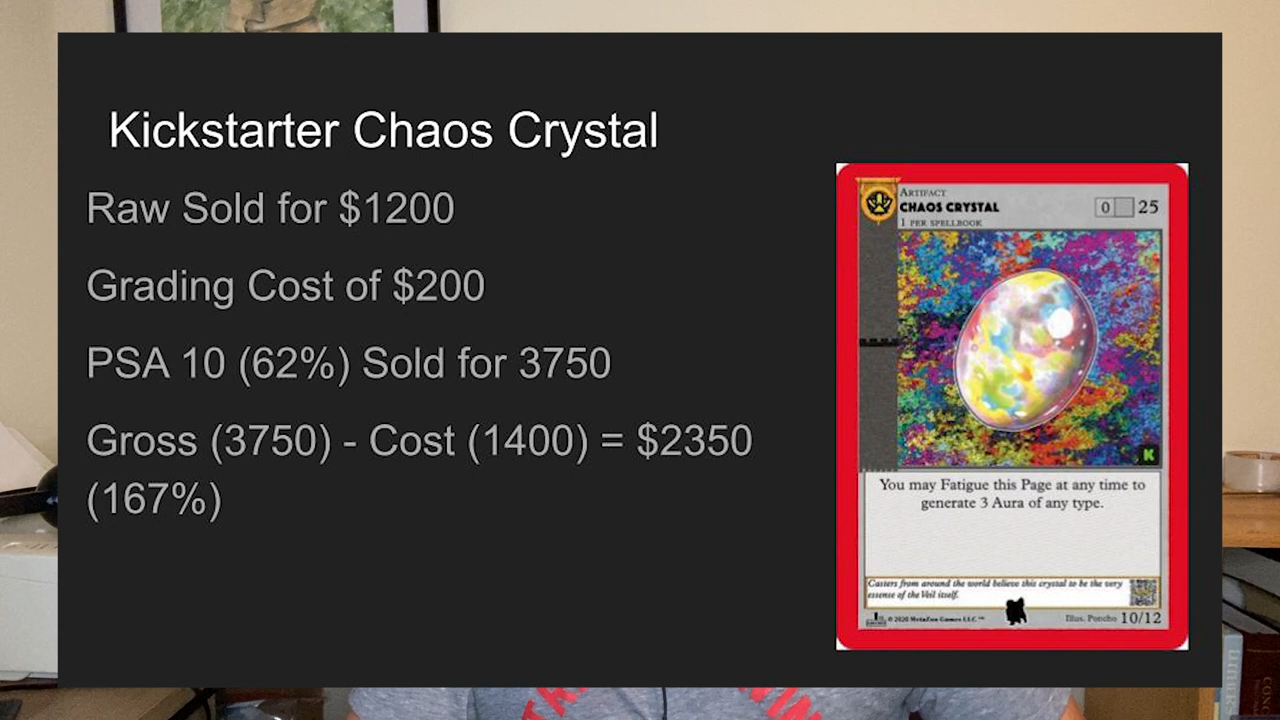 Kickstarter Chaos Crystal
Raw Sold for $1200
Grading Cost of $200
PSA 10 (62%) Sold for 3750
Gross (3750) - Cost (1400) = $2350
(167%)
ARTIFACT
CHAOS CRYSTAL
1 PER SPELLBOOK
0 25
K
You may Fatigue this Page at any time to
generate 3 Aura of any type.
Casters from around the world believe this crystal to be the very
essense of the Veil itself.
© 2020 MetaZoo Games LLC.™
Illus. Poncho 10/12